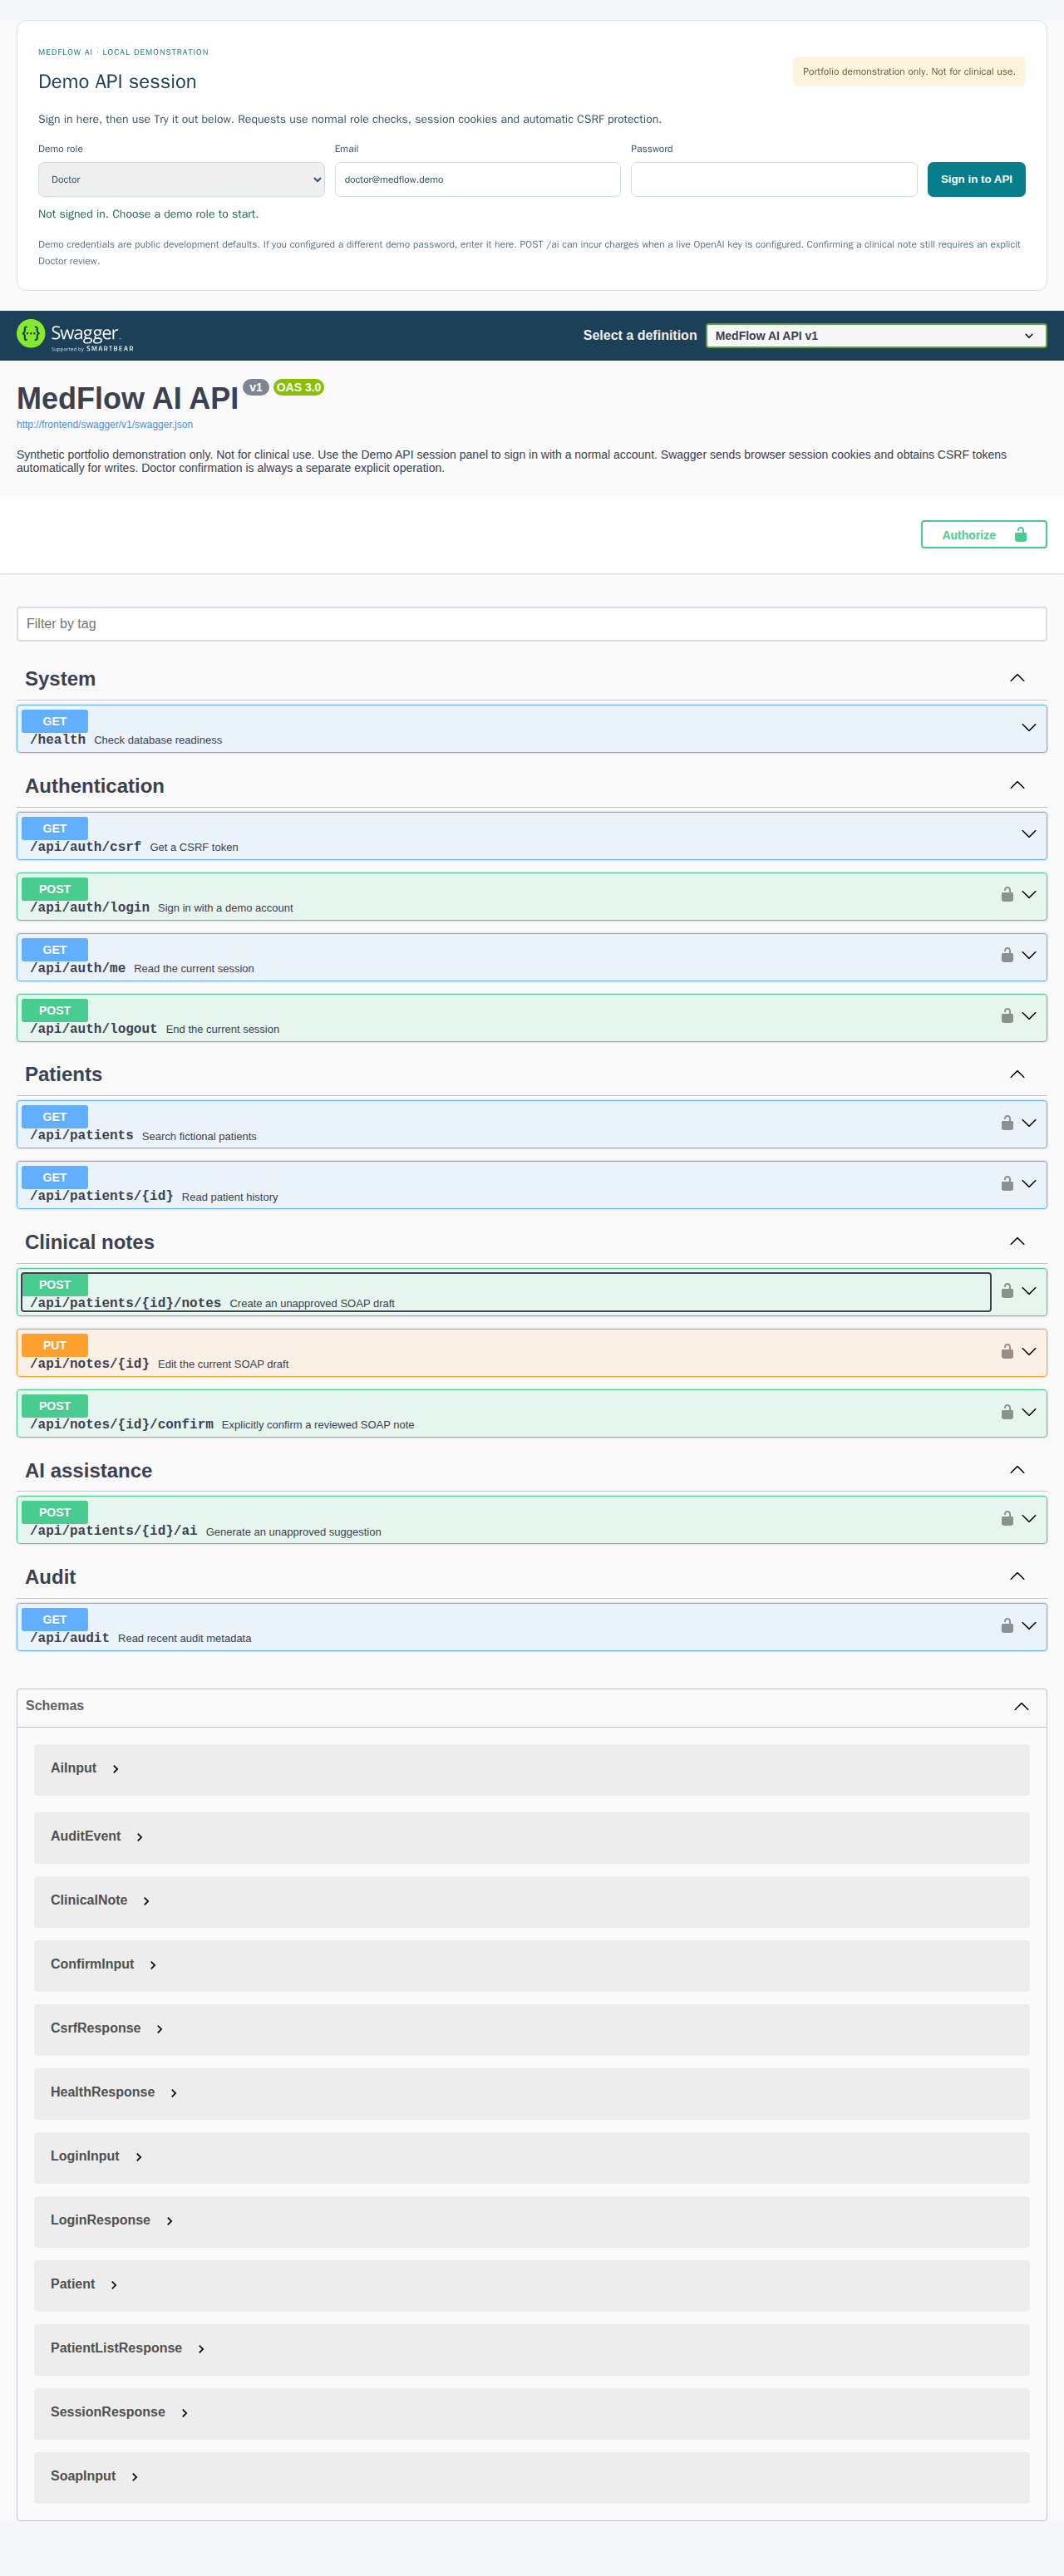 MEDFLOW AI · LOCAL DEMONSTRATION
Demo API session
Portfolio demonstration only. Not for clinical use.
Sign in here, then use Try it out below. Requests use normal role checks, session cookies and automatic CSRF protection.
Demo role
Email
Password
Doctor
doctor@medflow.demo
Sign in to API
Not signed in. Choose a demo role to start.
Demo credentials are public development defaults. If you configured a different demo password, enter it here. POST /ai can incur charges when a live OpenAI key is configured. Confirming a clinical note still requires an explicit
Doctor review.
{···} Swagger.
Supported by SMARTBEAR
Select a definition
MedFlow AI API v1
MedFlow AI API v1 OAS 3.0
http://frontend/swagger/v1/swagger.json
Synthetic portfolio demonstration only. Not for clinical use. Use the Demo API session panel to sign in with a normal account. Swagger sends browser session cookies and obtains CSRF tokens
automatically for writes. Doctor confirmation is always a separate explicit operation.
Authorize
Filter by tag
System
GET
/health Check database readiness
Authentication
GET
/api/auth/csrf Get a CSRF token
POST
/api/auth/login Sign in with a demo account
GET
/api/auth/me Read the current session
POST
/api/auth/logout End the current session
Patients
GET
/api/patients Search fictional patients
GET
/api/patients/{id} Read patient history
Clinical notes
POST
/api/patients/{id}/notes Create an unapproved SOAP draft
PUT
/api/notes/{id} Edit the current SOAP draft
POST
/api/notes/{id}/confirm Explicitly confirm a reviewed SOAP note
AI assistance
POST
/api/patients/{id}/ai Generate an unapproved suggestion
Audit
GET
/api/audit Read recent audit metadata
Schemas
AiInput
AuditEvent
ClinicalNote
ConfirmInput
CsrfResponse
HealthResponse
LoginInput
LoginResponse
Patient
PatientListResponse
SessionResponse
SoapInput